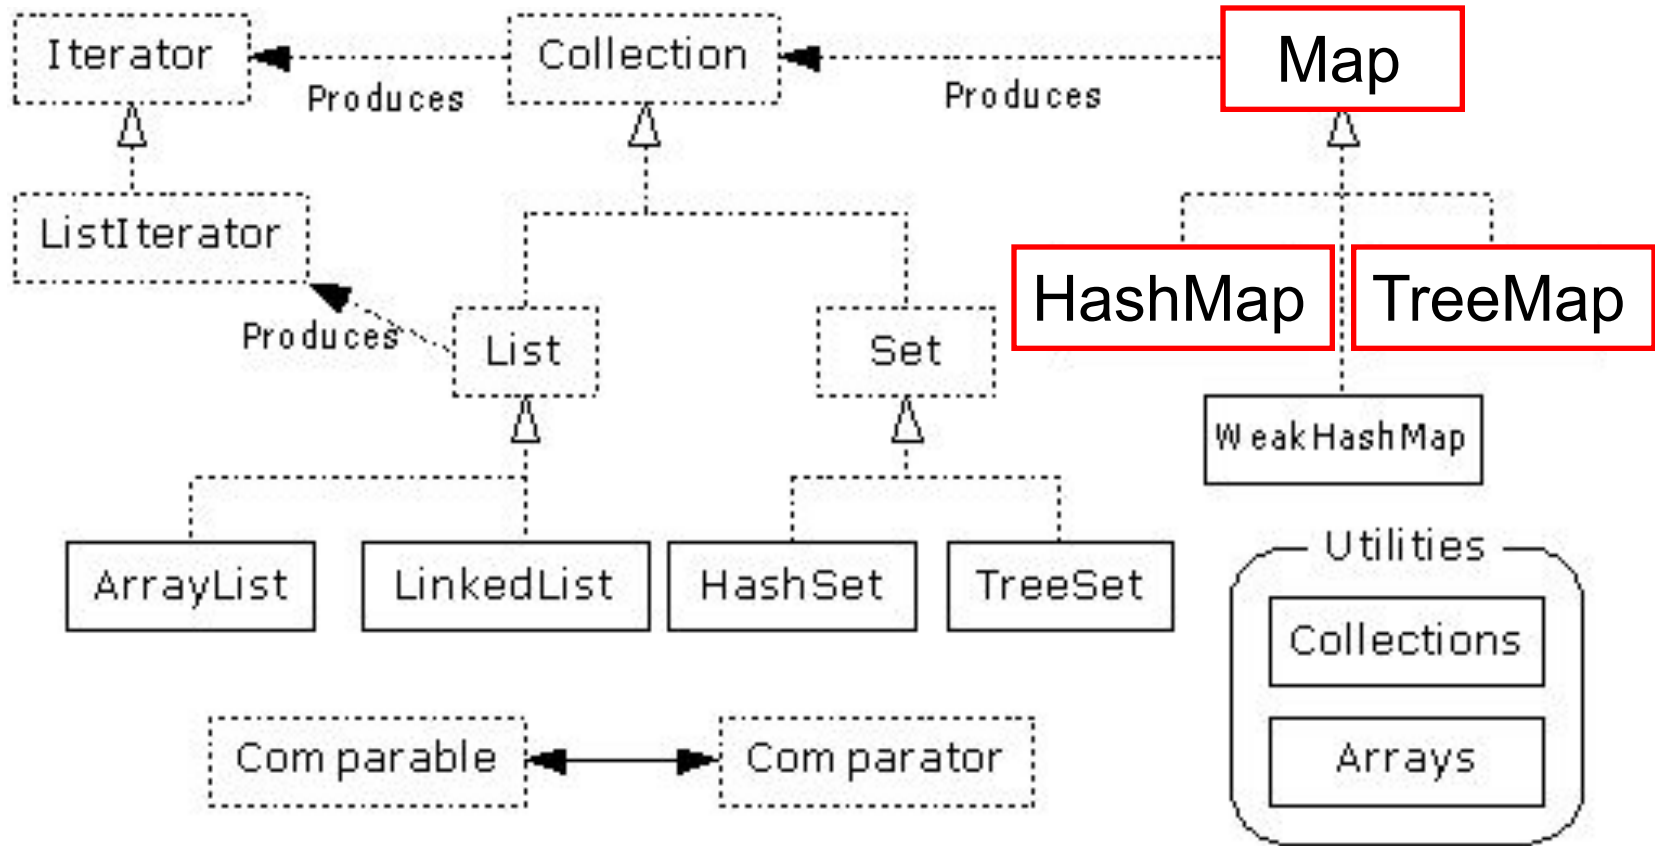 Iterator
Collection
Map
Produces
Produces
ListIterator
HashMap
TreeMap
Produces
List
Set
WeakHashMap
ArrayList
LinkedList
HashSet
TreeSet
Utilities
Collections
Comparable
Comparator
Arrays